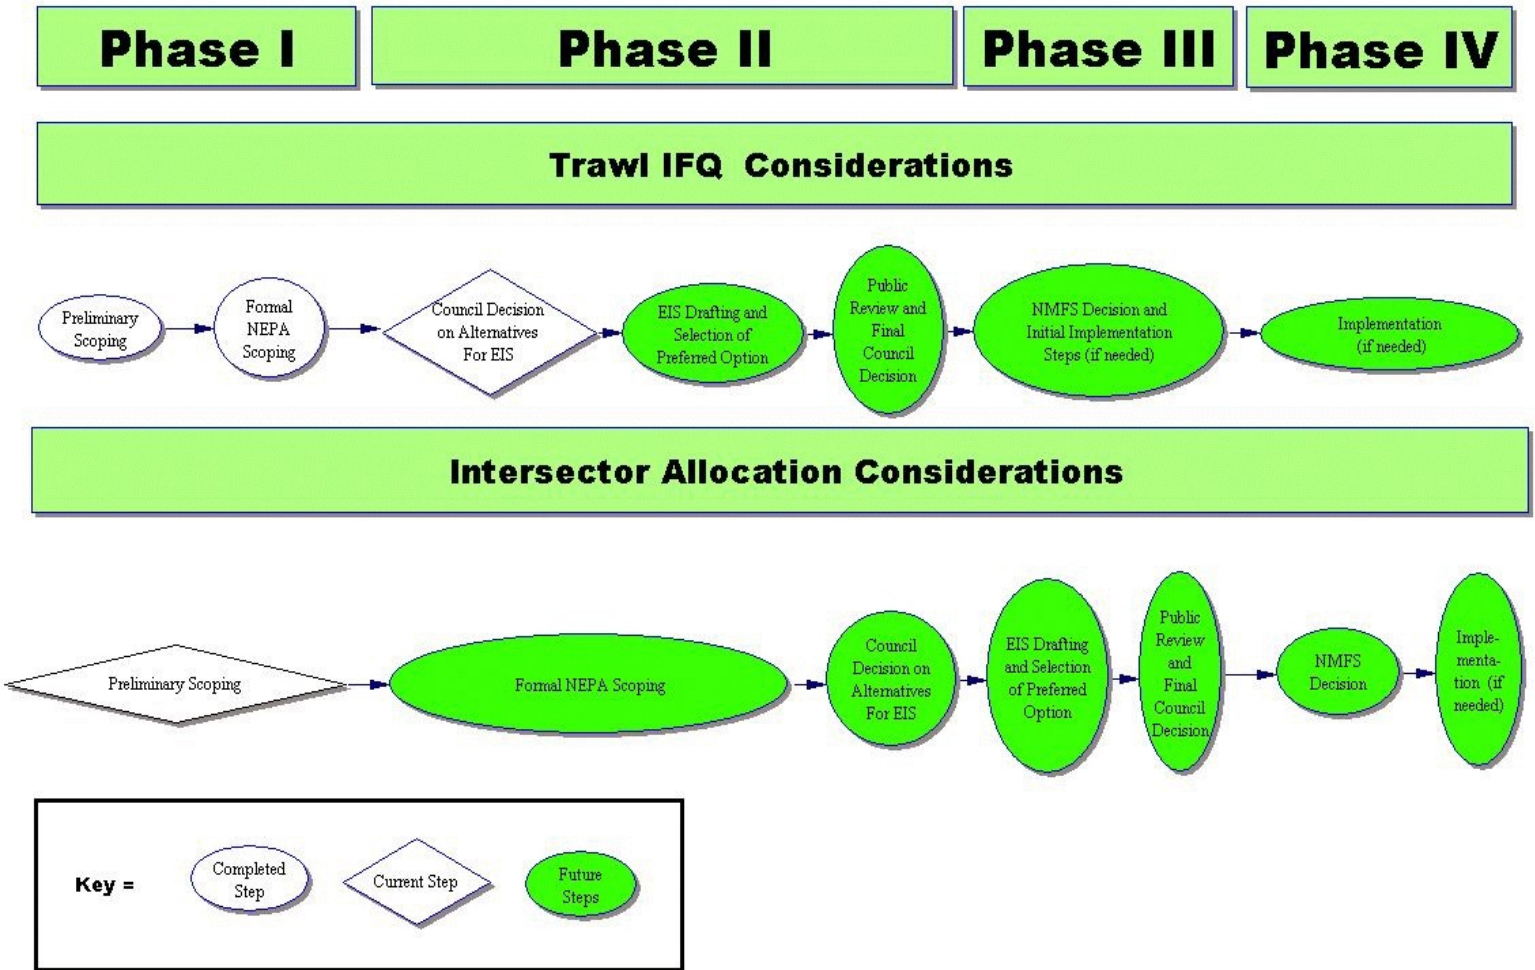 Phase I
Phase II
Phase III
Phase IV
Trawl IFQ Considerations
Preliminary
Scoping
Formal
NEPA
Scoping
Council Decision
on Alternatives
For EIS
EIS Drafting and
Selection of
Preferred Option
Public
Review and
Final
Council
Decision
NMFS Decision and
Initial Implementation
Steps (if needed)
Implementation
(if needed)
Intersector Allocation Considerations
Preliminary Scoping
Formal NEPA Scoping
Council
Decision on
Alternatives
For EIS
EIS Drafting
and Selection
of Preferred
Option
Public
Review
and
Final
Council
Decision
NMFS
Decision
Imple-
menta-
tion (if
needed)
Key =
Completed
Step
Current Step
Future
Steps